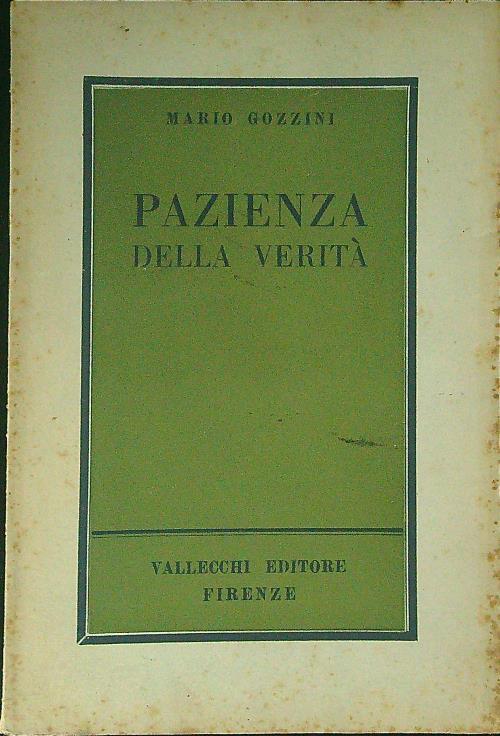 MARIO GOZZINI
PAZIENZA
DELLA VERITÀ
VALLECCHI EDITORE
FIRENZE